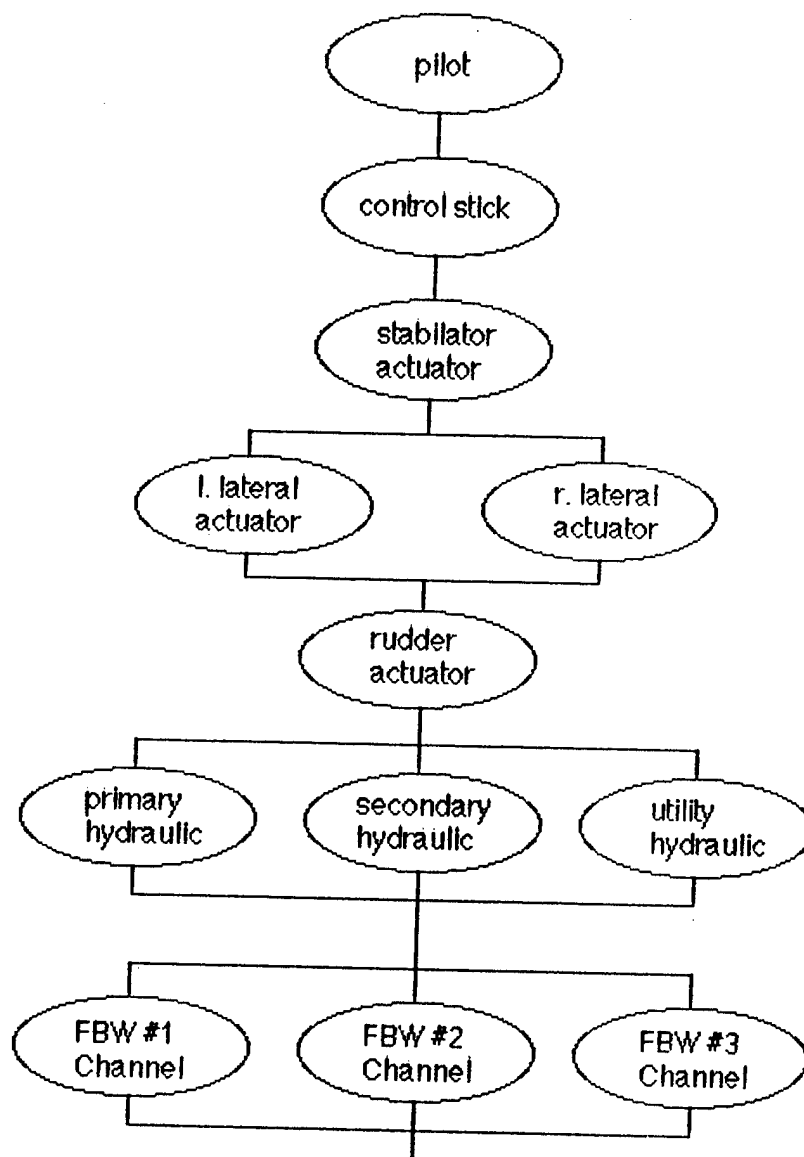 pilot
control stick
stabilator
actuator
l. lateral
actuator
r. lateral
actuator
rudder
actuator
primary
hydraulic
secondary
hydraulic
utility
hydraulic
FBW #1
Channel
FBW #2
Channel
FBW #3
Channel